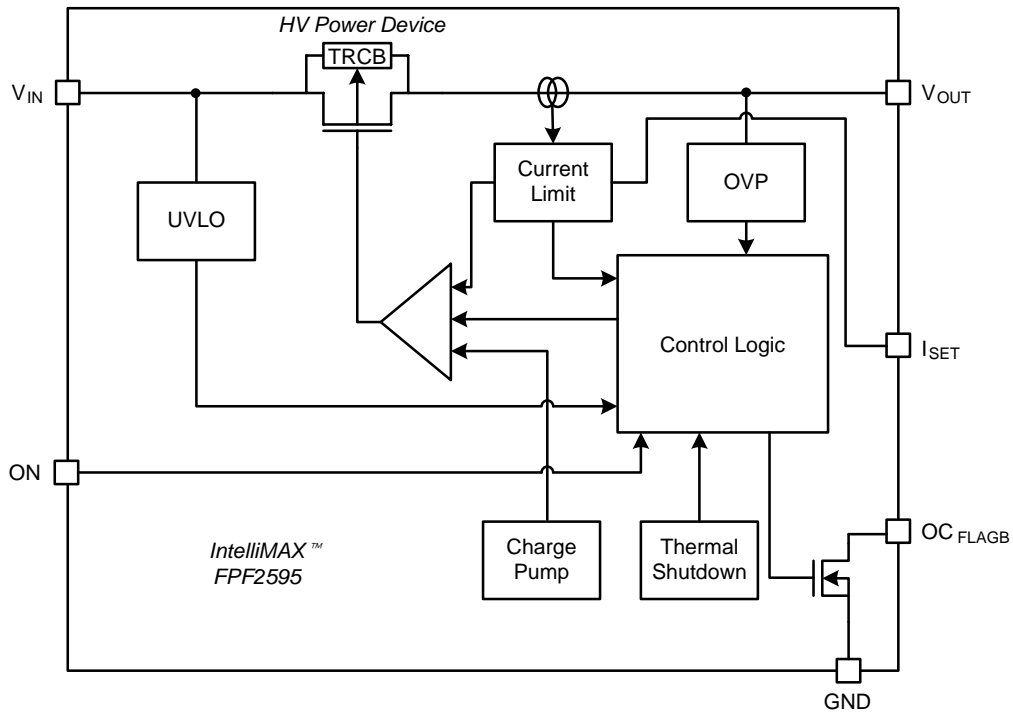 HV Power Device
TRCB
VIN
VOUT
Current
Limit
OVP
UVLO
Control Logic
ISET
ON
OCFLAGB
IntelliMAX™
FPF2595
Charge
Pump
Thermal
Shutdown
GND